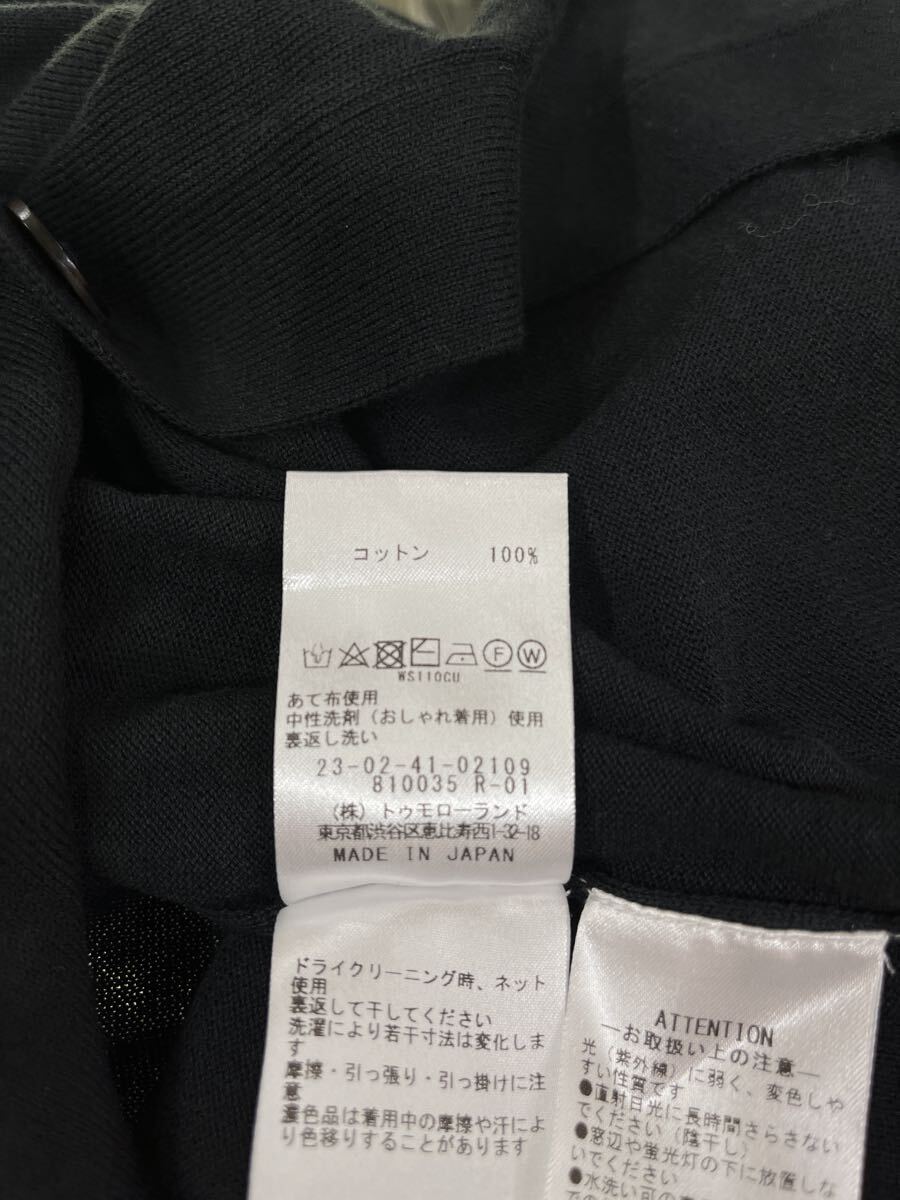 コットン 100%
F W
WS110CU
あて布使用
中性洗剤（おしゃれ着用）使用
裏返し洗い
23-02-41-02109
810035 R-01
（株）トゥモローランド
東京都渋谷区恵比寿西1-32-18
MADE IN JAPAN
ドライクリーニング時、ネット
使用
裏返して干してください
洗濯により若干寸法は変化しま
す
摩擦・引っ張り・引っ掛けに注
意
濃色品は着用中の摩擦や汗によ
り色移りすることがあります
ATTENTION
―お取扱い上の注意―
光（紫外線）に弱く、変色しや
すい性質です
●直射日光に長時間さらさない
でください（陰干し）
●窓辺や蛍光灯の下に放置しな
いでください
●水洗い可の